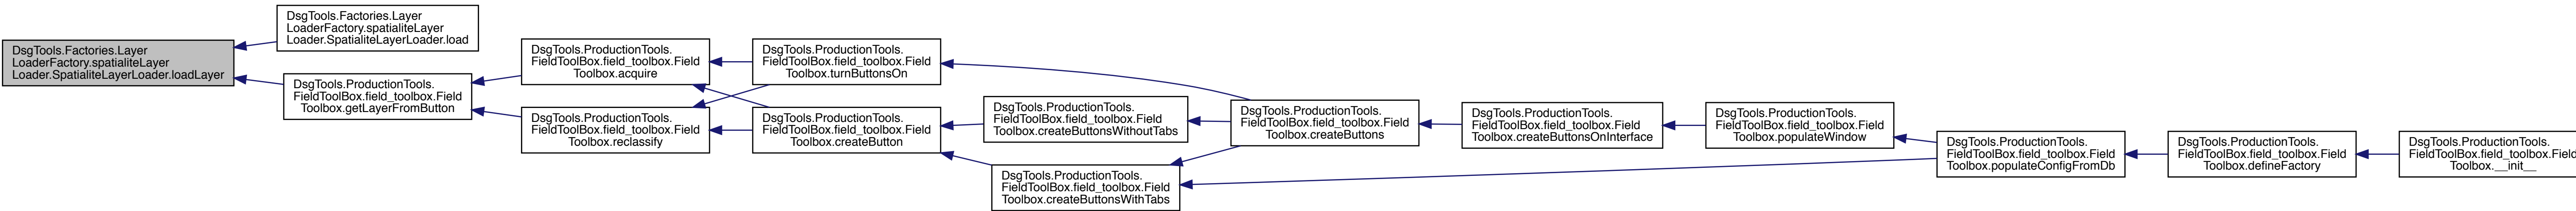 DsgTools.Factories.Layer
LoaderFactory.spatialiteLayer
Loader.SpatialiteLayerLoader.loadLayer
DsgTools.Factories.Layer
LoaderFactory.spatialiteLayer
Loader.SpatialiteLayerLoader.load
DsgTools.ProductionTools.
FieldToolBox.field_toolbox.Field
Toolbox.getLayerFromButton
DsgTools.ProductionTools.
FieldToolBox.field_toolbox.Field
Toolbox.acquire
DsgTools.ProductionTools.
FieldToolBox.field_toolbox.Field
Toolbox.reclassify
DsgTools.ProductionTools.
FieldToolBox.field_toolbox.Field
Toolbox.turnButtonsOn
DsgTools.ProductionTools.
FieldToolBox.field_toolbox.Field
Toolbox.createButton
DsgTools.ProductionTools.
FieldToolBox.field_toolbox.Field
Toolbox.createButtonsWithoutTabs
DsgTools.ProductionTools.
FieldToolBox.field_toolbox.Field
Toolbox.createButtonsWithTabs
DsgTools.ProductionTools.
FieldToolBox.field_toolbox.Field
Toolbox.createButtons
DsgTools.ProductionTools.
FieldToolBox.field_toolbox.Field
Toolbox.createButtonsOnInterface
DsgTools.ProductionTools.
FieldToolBox.field_toolbox.Field
Toolbox.populateWindow
DsgTools.ProductionTools.
FieldToolBox.field_toolbox.Field
Toolbox.populateConfigFromDb
DsgTools.ProductionTools.
FieldToolBox.field_toolbox.Field
Toolbox.defineFactory
DsgTools.ProductionTools.
FieldToolBox.field_toolbox.Field
Toolbox.__init__